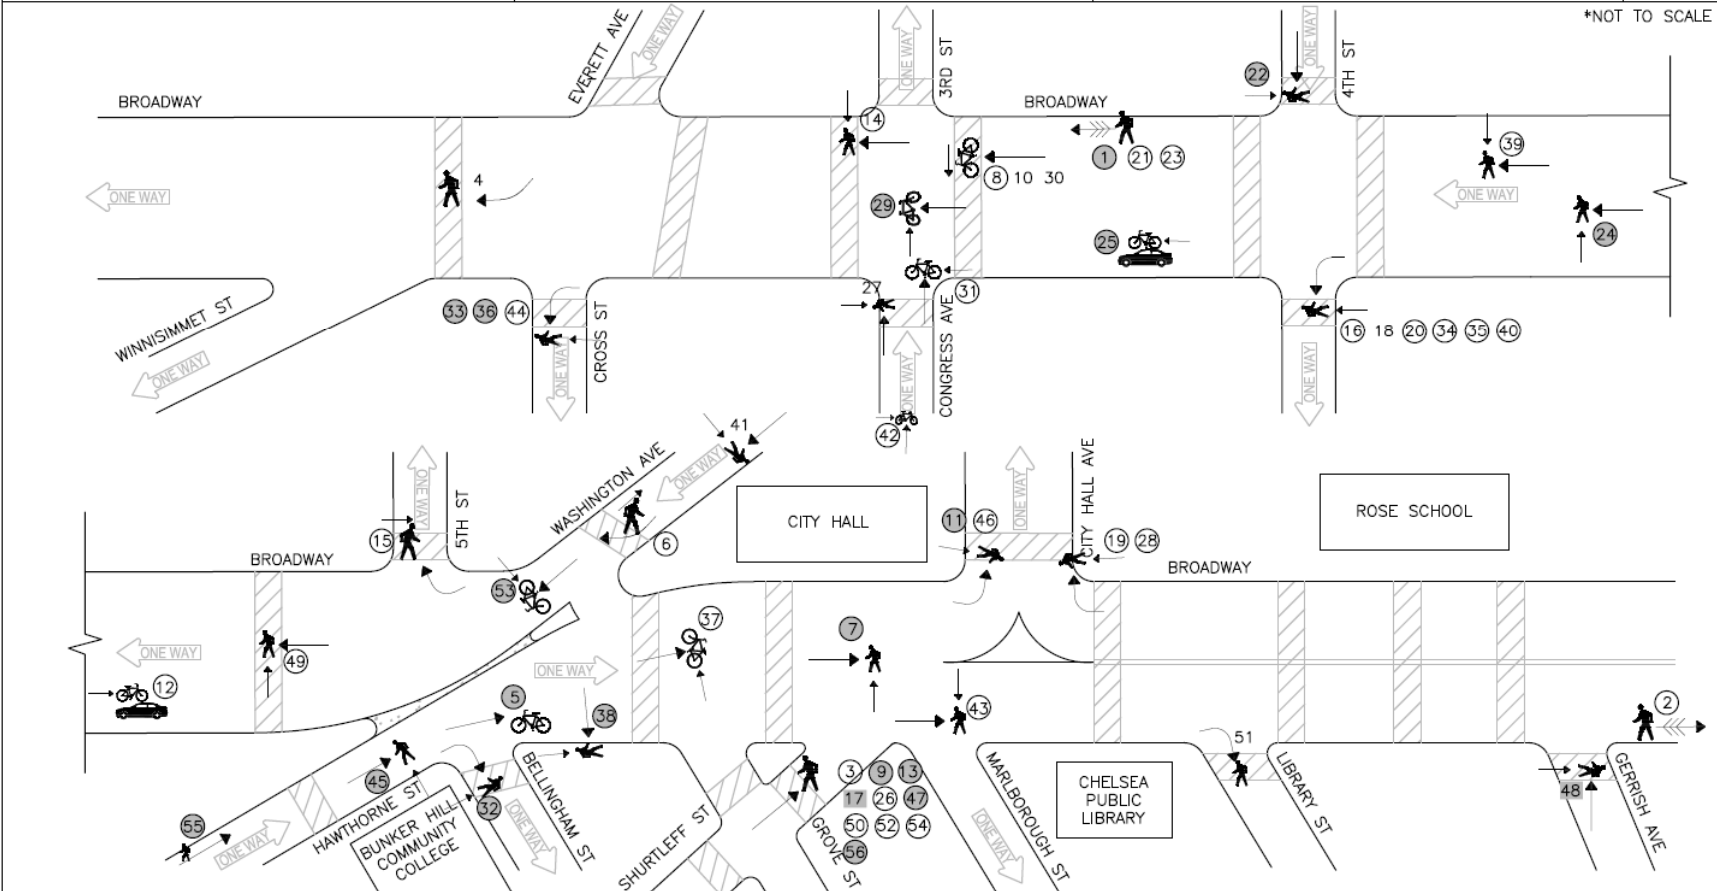 *NOT TO SCALE
EVERETT AVE
ONE WAY
ONE WAY
3RD ST
ONE WAY
4TH ST
22
BROADWAY
BROADWAY
14
1 21 23
39
4
8 10 30
ONE WAY
ONE WAY
29
25
24
27
31
33 36 44
16 18 20 34 35 40
WINNISIMMET ST
CROSS ST
CONGRESS AVE
ONE WAY
ONE WAY
ONE WAY
ONE WAY
42
41
ONE WAY
5TH ST
WASHINGTON AVE
ONE WAY
ONE WAY
CITY HALL AVE
CITY HALL
ROSE SCHOOL
11 46
15
6
19 28
BROADWAY
BROADWAY
53
37
7
ONE WAY
49
ONE WAY
12
5
38
43
2
51
45
32
BELLINGHAM ST
3 9 13
17 26 47
50 52 54
56
MARLBOROUGH ST
CHELSEA
PUBLIC
LIBRARY
LIBRARY ST
48
GERRISH AVE
55
ONE WAY
HAWTHORNE ST
BUNKER HILL
COMMUNITY
COLLEGE
ONE WAY
SHURTLEFF ST
GROVE ST
ONE WAY